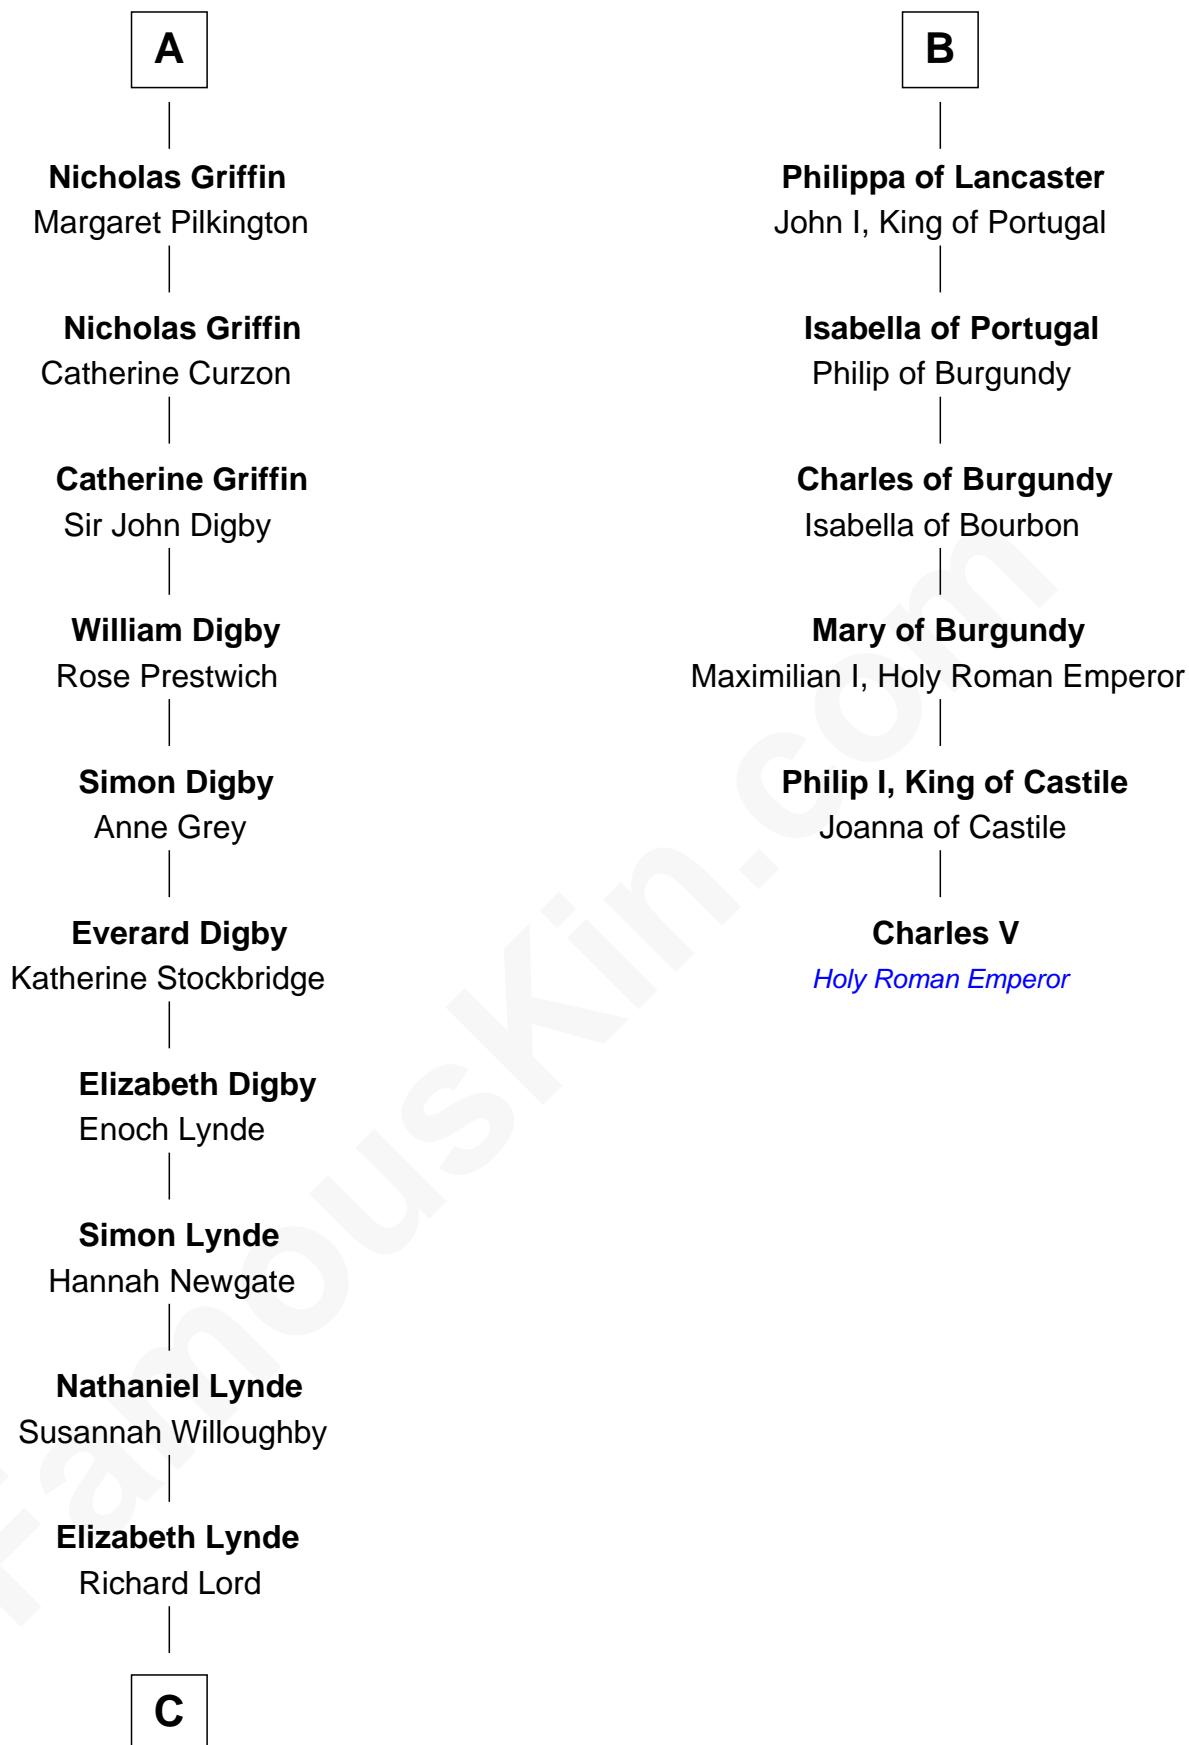 A
Nicholas Griffin
Margaret Pilkington
Nicholas Griffin
Catherine Curzon
Catherine Griffin
Sir John Digby
William Digby
Rose Prestwich
Simon Digby
Anne Grey
Everard Digby
Katherine Stockbridge
Elizabeth Digby
Enoch Lynde
Simon Lynde
Hannah Newgate
Nathaniel Lynde
Susannah Willoughby
Elizabeth Lynde
Richard Lord
C
B
Philippa of Lancaster
John I, King of Portugal
Isabella of Portugal
Philip of Burgundy
Charles of Burgundy
Isabella of Bourbon
Mary of Burgundy
Maximilian I, Holy Roman Emperor
Philip I, King of Castile
Joanna of Castile
Charles V
Holy Roman Emperor
FamousKin.com